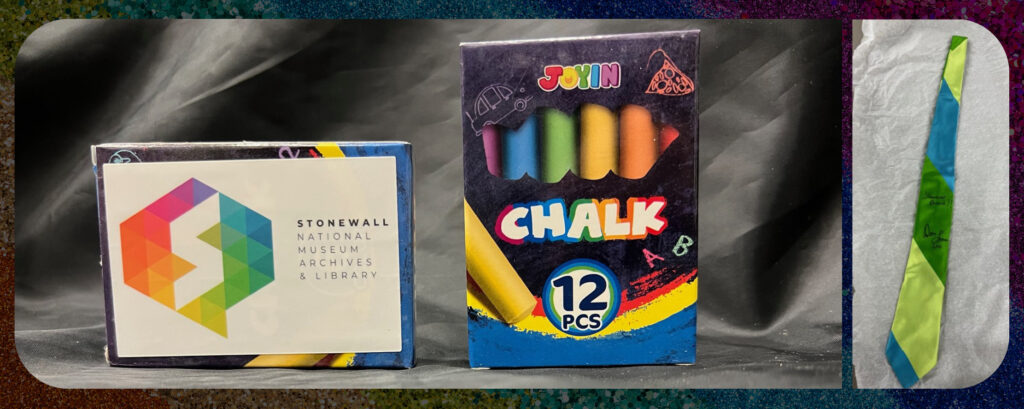 STONEWALL
NATIONAL
MUSEUM
ARCHIVES
& LIBRARY
JOYIN
CHALK
A B
12
PCS